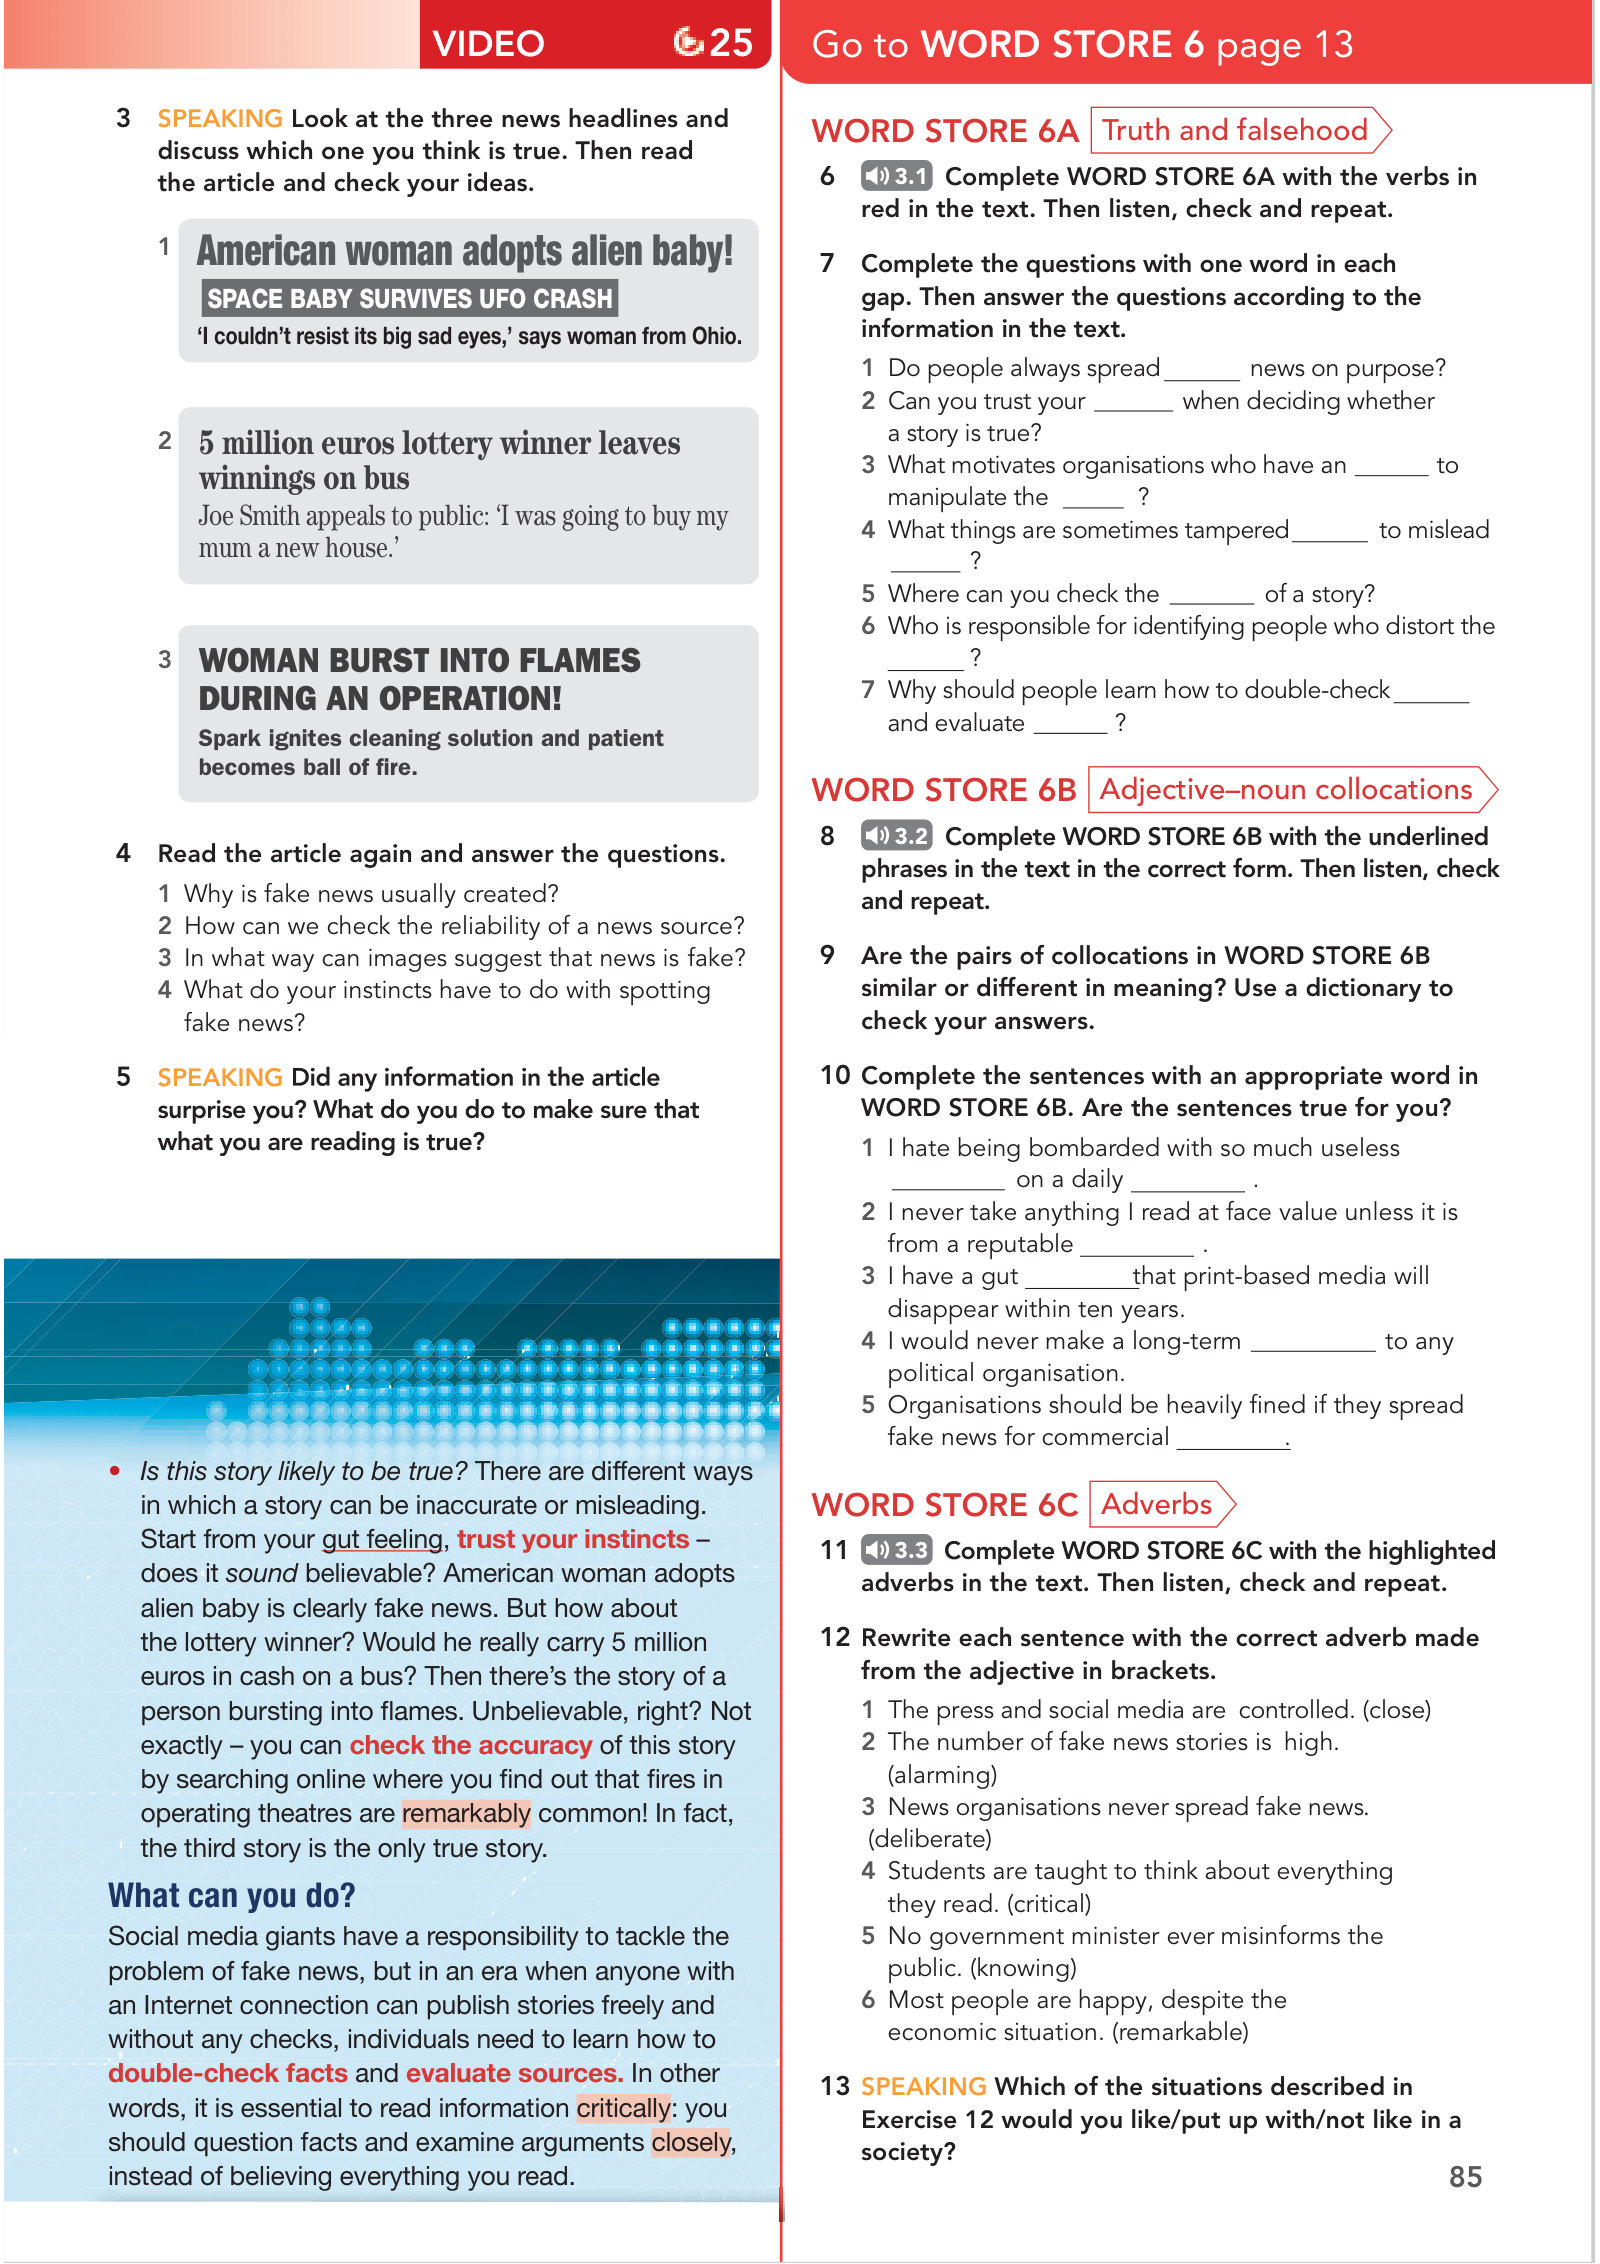 VIDEO 25
3 SPEAKING Look at the three news headlines and
discuss which one you think is true. Then read
the article and check your ideas.
1 American woman adopts alien baby!
SPACE BABY SURVIVES UFO CRASH
‘I couldn’t resist its big sad eyes,’ says woman from Ohio.
2 5 million euros lottery winner leaves
winnings on bus
Joe Smith appeals to public: ‘I was going to buy my
mum a new house.’
3 WOMAN BURST INTO FLAMES
DURING AN OPERATION!
Spark ignites cleaning solution and patient
becomes ball of fire.
4 Read the article again and answer the questions.
1 Why is fake news usually created?
2 How can we check the reliability of a news source?
3 In what way can images suggest that news is fake?
4 What do your instincts have to do with spotting
fake news?
5 SPEAKING Did any information in the article
surprise you? What do you do to make sure that
what you are reading is true?
• Is this story likely to be true? There are different ways
in which a story can be inaccurate or misleading.
Start from your gut feeling, trust your instincts –
does it sound believable? American woman adopts
alien baby is clearly fake news. But how about
the lottery winner? Would he really carry 5 million
euros in cash on a bus? Then there’s the story of a
person bursting into flames. Unbelievable, right? Not
exactly – you can check the accuracy of this story
by searching online where you find out that fires in
operating theatres are remarkably common! In fact,
the third story is the only true story.
What can you do?
Social media giants have a responsibility to tackle the
problem of fake news, but in an era when anyone with
an Internet connection can publish stories freely and
without any checks, individuals need to learn how to
double-check facts and evaluate sources. In other
words, it is essential to read information critically: you
should question facts and examine arguments closely,
instead of believing everything you read.
Go to WORD STORE 6 page 13
WORD STORE 6A Truth and falsehood
6 3.1 Complete WORD STORE 6A with the verbs in
red in the text. Then listen, check and repeat.
7 Complete the questions with one word in each
gap. Then answer the questions according to the
information in the text.
1 Do people always spread ______ news on purpose?
2 Can you trust your ______ when deciding whether
a story is true?
3 What motivates organisations who have an ______ to
manipulate the _____ ?
4 What things are sometimes tampered ______ to mislead
______ ?
5 Where can you check the ______ of a story?
6 Who is responsible for identifying people who distort the
______ ?
7 Why should people learn how to double-check ______
and evaluate ______ ?
WORD STORE 6B Adjective–noun collocations
8 3.2 Complete WORD STORE 6B with the underlined
phrases in the text in the correct form. Then listen, check
and repeat.
9 Are the pairs of collocations in WORD STORE 6B
similar or different in meaning? Use a dictionary to
check your answers.
10 Complete the sentences with an appropriate word in
WORD STORE 6B. Are the sentences true for you?
1 I hate being bombarded with so much useless
_________ on a daily _________ .
2 I never take anything I read at face value unless it is
from a reputable _________ .
3 I have a gut _________ that print-based media will
disappear within ten years.
4 I would never make a long-term __________ to any
political organisation.
5 Organisations should be heavily fined if they spread
fake news for commercial _________.
WORD STORE 6C Adverbs
11 3.3 Complete WORD STORE 6C with the highlighted
adverbs in the text. Then listen, check and repeat.
12 Rewrite each sentence with the correct adverb made
from the adjective in brackets.
1 The press and social media are controlled. (close)
2 The number of fake news stories is high.
(alarming)
3 News organisations never spread fake news.
(deliberate)
4 Students are taught to think about everything
they read. (critical)
5 No government minister ever misinforms the
public. (knowing)
6 Most people are happy, despite the
economic situation. (remarkable)
13 SPEAKING Which of the situations described in
Exercise 12 would you like/put up with/not like in a
society?
85